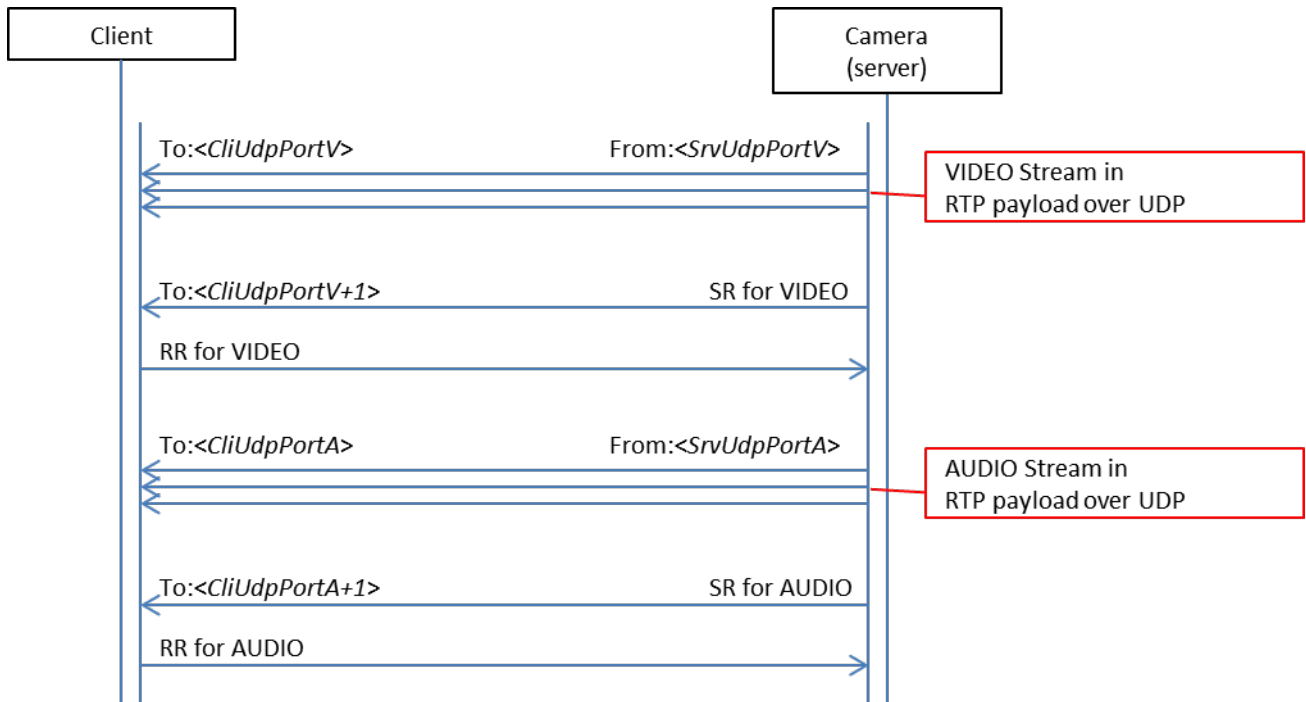 Client
Camera
(server)
To:<CliUdpPortV>
From:<SrvUdpPortV>
VIDEO Stream in
RTP payload over UDP
To:<CliUdpPortV+1>
SR for VIDEO
RR for VIDEO
To:<CliUdpPortA>
From:<SrvUdpPortA>
AUDIO Stream in
RTP payload over UDP
To:<CliUdpPortA+1>
SR for AUDIO
RR for AUDIO